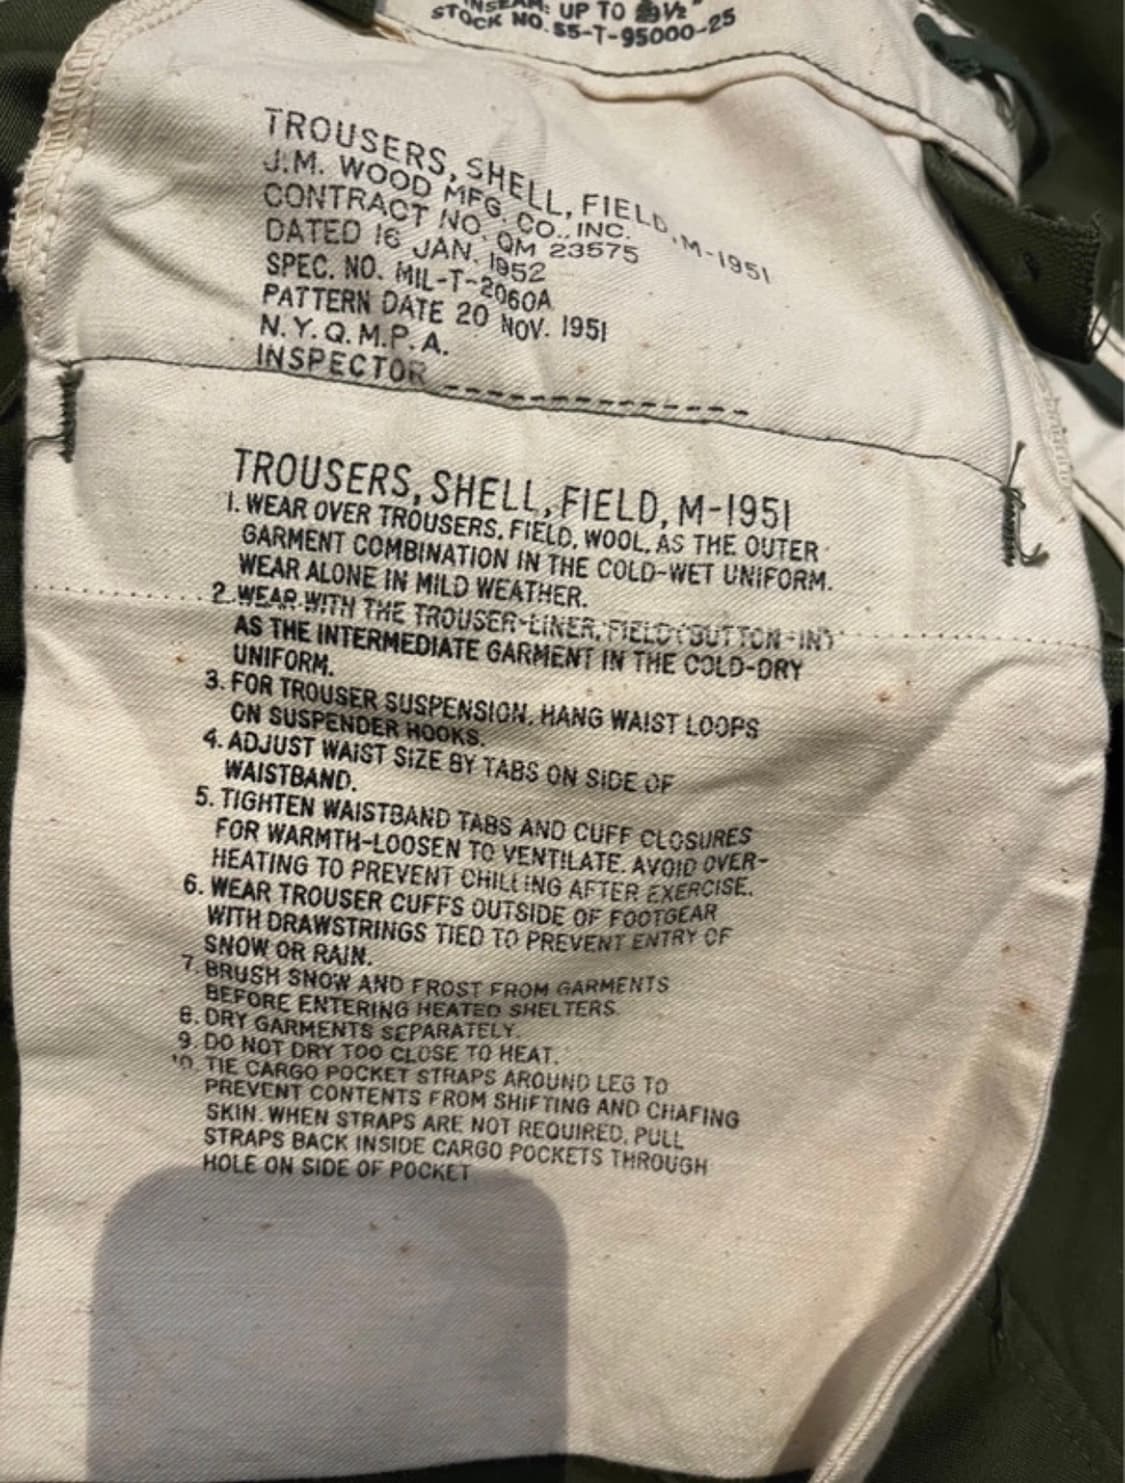 INSEAM: UP TO 29½"
STOCK NO. 55-T-95000-25
TROUSERS, SHELL, FIELD, M-1951
J.M. WOOD MFG. CO., INC.
CONTRACT NO. QM 23575
DATED 16 JAN. 1952
SPEC. NO. MIL-T-2060A
PATTERN DATE 20 NOV. 1951
N.Y.Q.M.P.A.
INSPECTOR _ _ _ _ _ _ _ _ _ _ _ _ _
TROUSERS, SHELL, FIELD, M-1951
1. WEAR OVER TROUSERS, FIELD, WOOL, AS THE OUTER
GARMENT COMBINATION IN THE COLD-WET UNIFORM.
WEAR ALONE IN MILD WEATHER.
2. WEAR WITH THE TROUSER-LINER, FIELD (BUTTON-IN)
AS THE INTERMEDIATE GARMENT IN THE COLD-DRY
UNIFORM.
3. FOR TROUSER SUSPENSION, HANG WAIST LOOPS
ON SUSPENDER HOOKS.
4. ADJUST WAIST SIZE BY TABS ON SIDE OF
WAISTBAND.
5. TIGHTEN WAISTBAND TABS AND CUFF CLOSURES
FOR WARMTH-LOOSEN TO VENTILATE. AVOID OVER-
HEATING TO PREVENT CHILLING AFTER EXERCISE.
6. WEAR TROUSER CUFFS OUTSIDE OF FOOTGEAR
WITH DRAWSTRINGS TIED TO PREVENT ENTRY OF
SNOW OR RAIN.
7. BRUSH SNOW AND FROST FROM GARMENTS
BEFORE ENTERING HEATED SHELTERS.
8. DRY GARMENTS SEPARATELY.
9. DO NOT DRY TOO CLOSE TO HEAT.
10. TIE CARGO POCKET STRAPS AROUND LEG TO
PREVENT CONTENTS FROM SHIFTING AND CHAFING
SKIN. WHEN STRAPS ARE NOT REQUIRED, PULL
STRAPS BACK INSIDE CARGO POCKETS THROUGH
HOLE ON SIDE OF POCKET